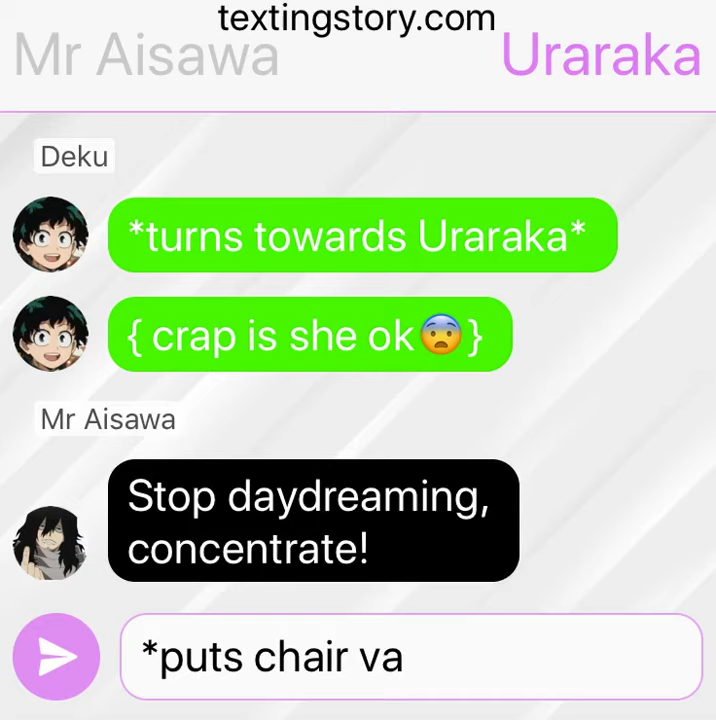 textingstory.com
Mr Aisawa Uraraka
Deku
*turns towards Uraraka*
{ crap is she ok😨}
Mr Aisawa
Stop daydreaming,
concentrate!
*puts chair va